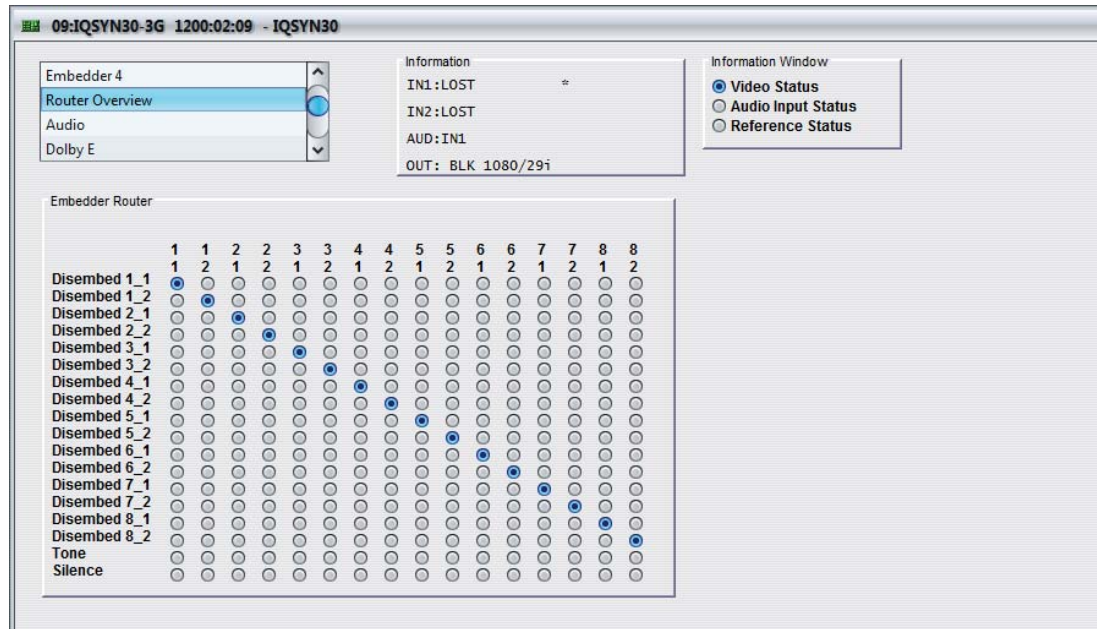 09:IQSYN30-3G 1200:02:09 - IQSYN30
Embedder 4
Router Overview
Audio
Dolby E
Information
IN1:LOST *
IN2:LOST
AUD:IN1
OUT: BLK 1080/29i
Information Window
Video Status
Audio Input Status
Reference Status
Embedder Router
1 1 2 2 3 3 4 4 5 5 6 6 7 7 8 8
1 2 1 2 1 2 1 2 1 2 1 2 1 2 1 2
Disembed 1_1
Disembed 1_2
Disembed 2_1
Disembed 2_2
Disembed 3_1
Disembed 3_2
Disembed 4_1
Disembed 4_2
Disembed 5_1
Disembed 5_2
Disembed 6_1
Disembed 6_2
Disembed 7_1
Disembed 7_2
Disembed 8_1
Disembed 8_2
Tone
Silence